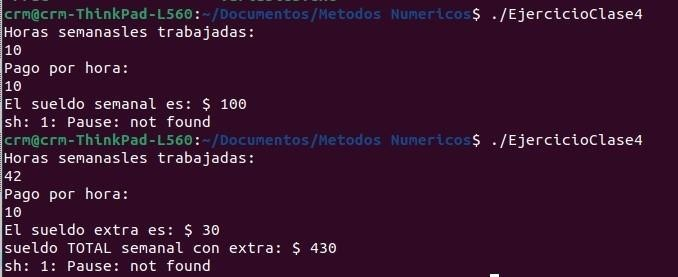 crm@crm-ThinkPad-L560:~/Documentos/Metodos Numericos$ ./EjercicioClase4
Horas semanasles trabajadas:
10
Pago por hora:
10
El sueldo semanal es: $ 100
sh: 1: Pause: not found
crm@crm-ThinkPad-L560:~/Documentos/Metodos Numericos$ ./EjercicioClase4
Horas semanasles trabajadas:
42
Pago por hora:
10
El sueldo extra es: $ 30
sueldo TOTAL semanal con extra: $ 430
sh: 1: Pause: not found